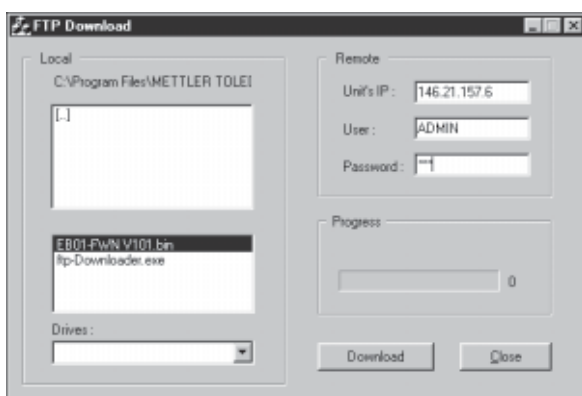 FTP Download
Local
C:\Program Files\METTLER TOLEI
[..]
EB01-FWN V101.bin
ftp-Downloader.exe
Drives :
Remote
Unit's IP : 146.21.157.6
User : ADMIN
Password : ***
Progress
0
Download
Close